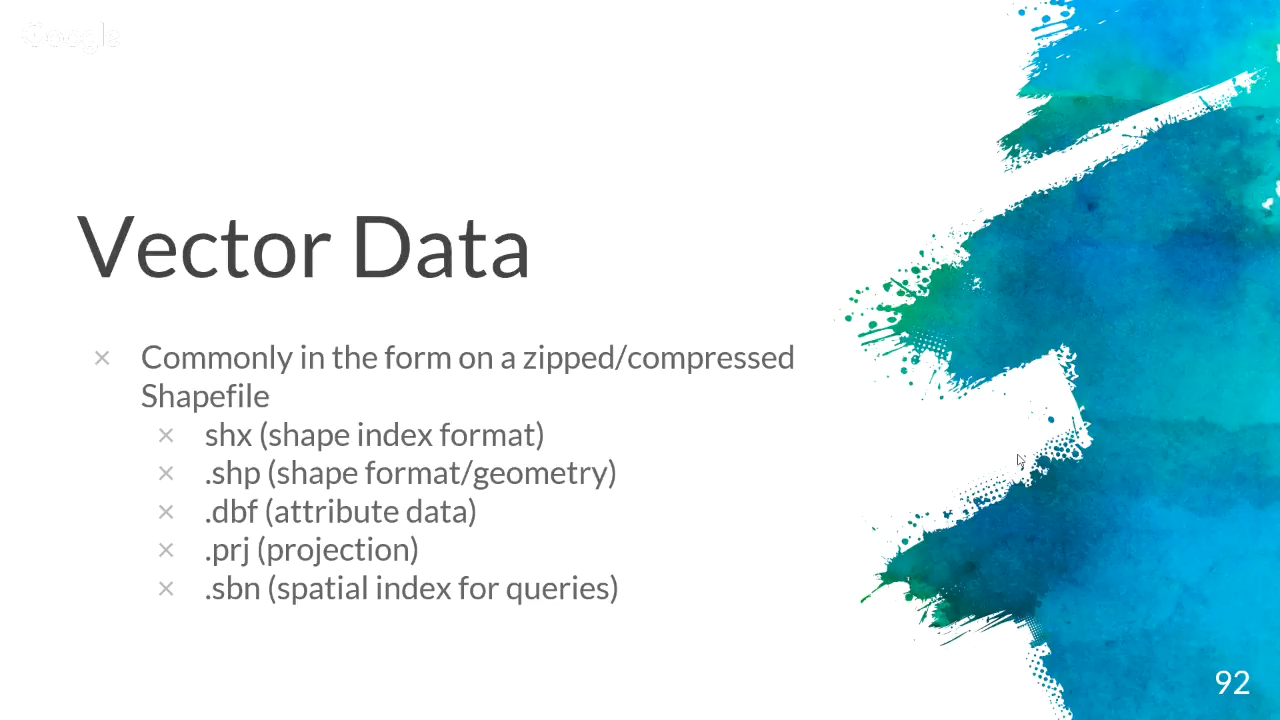 Google
Vector Data
× Commonly in the form on a zipped/compressed
Shapefile
× shx (shape index format)
× .shp (shape format/geometry)
× .dbf (attribute data)
× .prj (projection)
× .sbn (spatial index for queries)
92